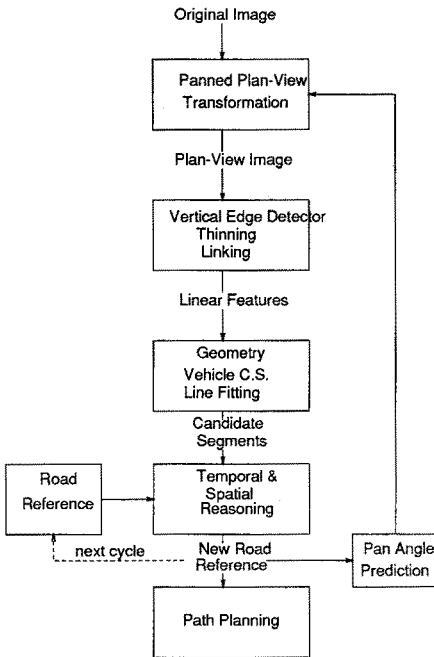 Original Image
Panned Plan-View
Transformation
Plan-View Image
Vertical Edge Detector
Thinning
Linking
Linear Features
Geometry
Vehicle C.S.
Line Fitting
Candidate
Segments
Road
Reference
Temporal &
Spatial
Reasoning
next cycle
New Road
Reference
Pan Angle
Prediction
Path Planning